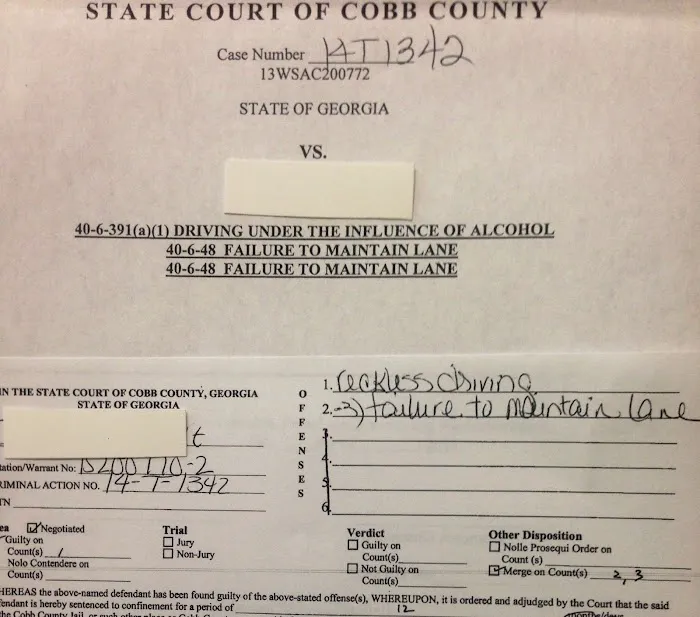 STATE COURT OF COBB COUNTY
Case Number 14T1342
13WSAC200772
STATE OF GEORGIA
VS.
40-6-391(a)(1) DRIVING UNDER THE INFLUENCE OF ALCOHOL
40-6-48 FAILURE TO MAINTAIN LANE
40-6-48 FAILURE TO MAINTAIN LANE
IN THE STATE COURT OF COBB COUNTY, GEORGIA
STATE OF GEORGIA
t
tation/Warrant No:
RIMINAL ACTION NO. 14-T-1342
TN
OFFENSES
1. reckless driving
2.-3) failure to maintain lane
3.
4.
5.
6.
ea Negotiated
Guilty on
Count(s) 1
Nolo Contendere on
Count(s)
Trial
Jury
Non-Jury
Verdict
Guilty on
Count(s)
Not Guilty on
Count(s)
Other Disposition
Nolle Prosequi Order on
Count (s)
Merge on Count(s) 2, 3
HEREAS the above-named defendant has been found guilty of the above-stated offense(s), WHEREUPON, it is ordered and adjudged by the Court that the said
fendant is hereby sentenced to confinement for a period of 12